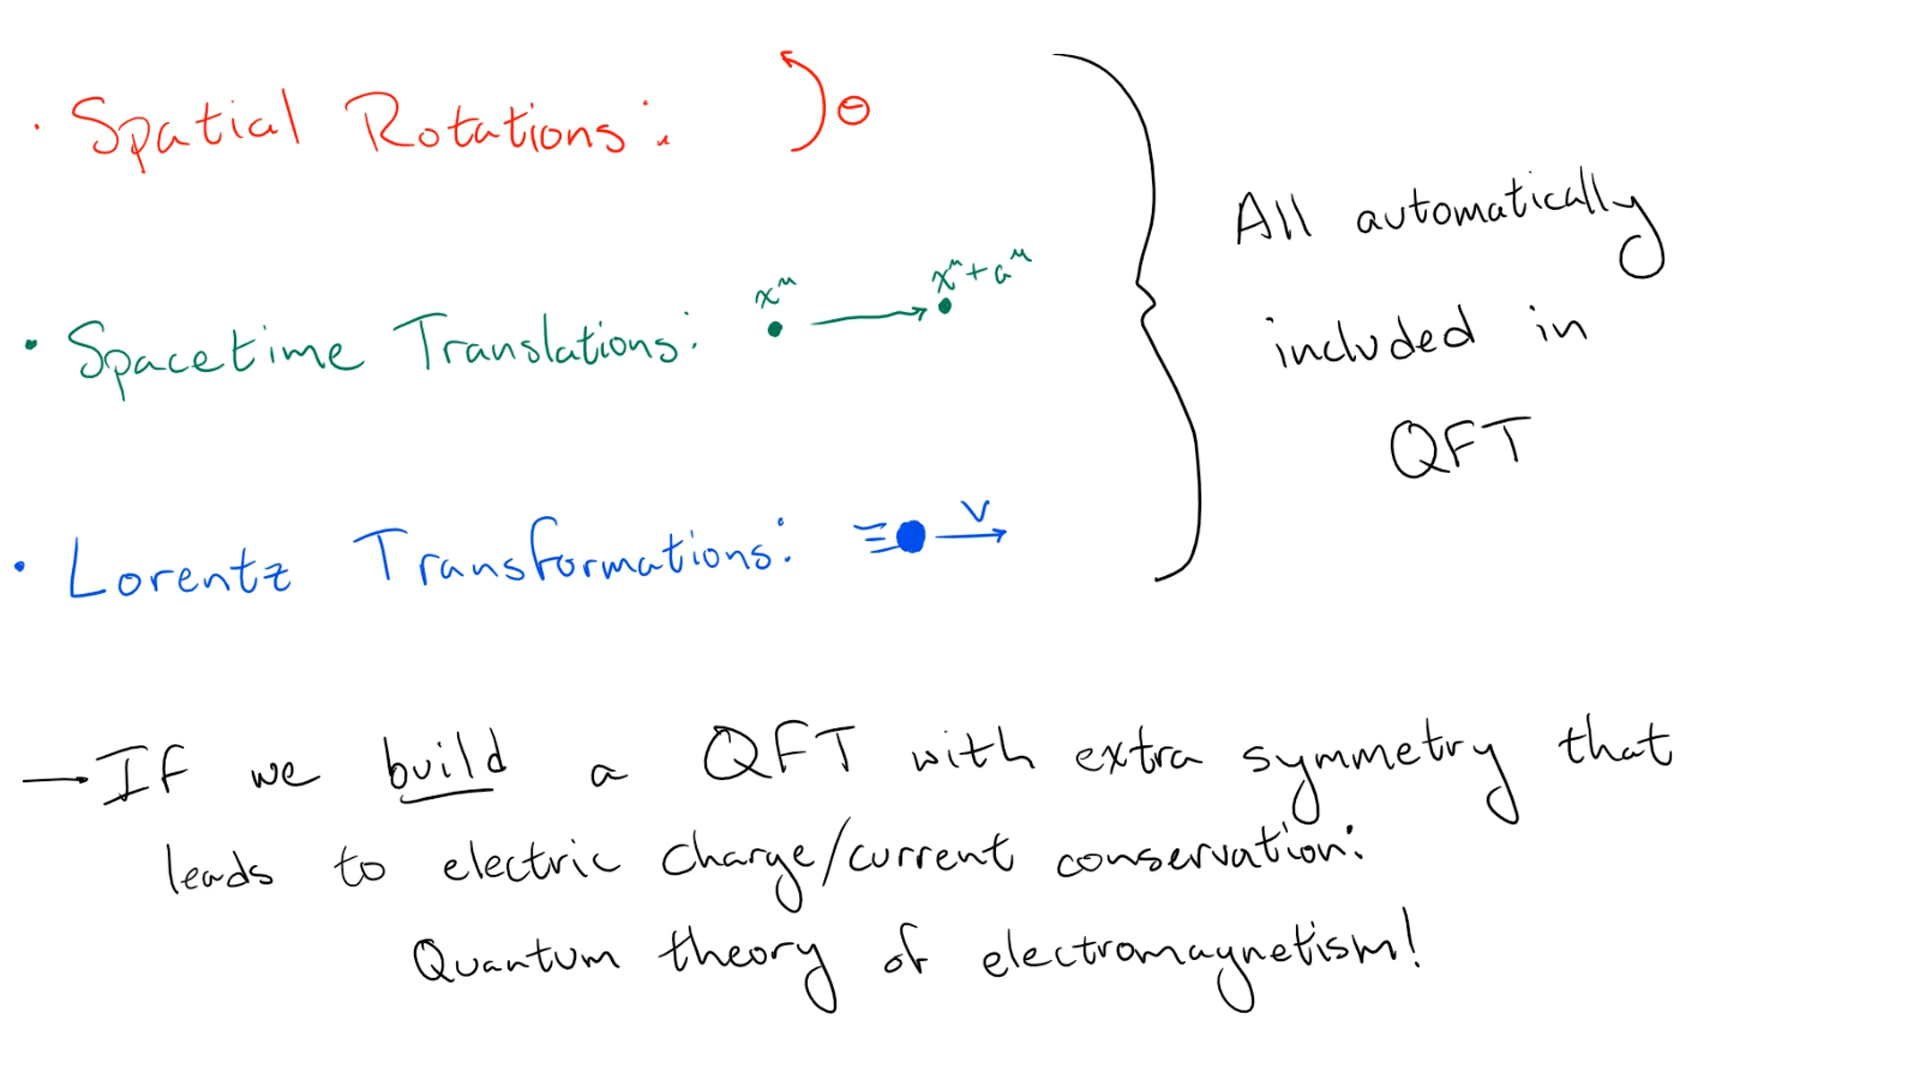 · Spatial Rotations: θ
· Spacetime Translations: x^μ → x^μ + a^μ
· Lorentz Transformations: v
All automatically
included in
QFT
→ If we build a QFT with extra symmetry that
leads to electric charge/current conservation:
Quantum theory of electromagnetism!